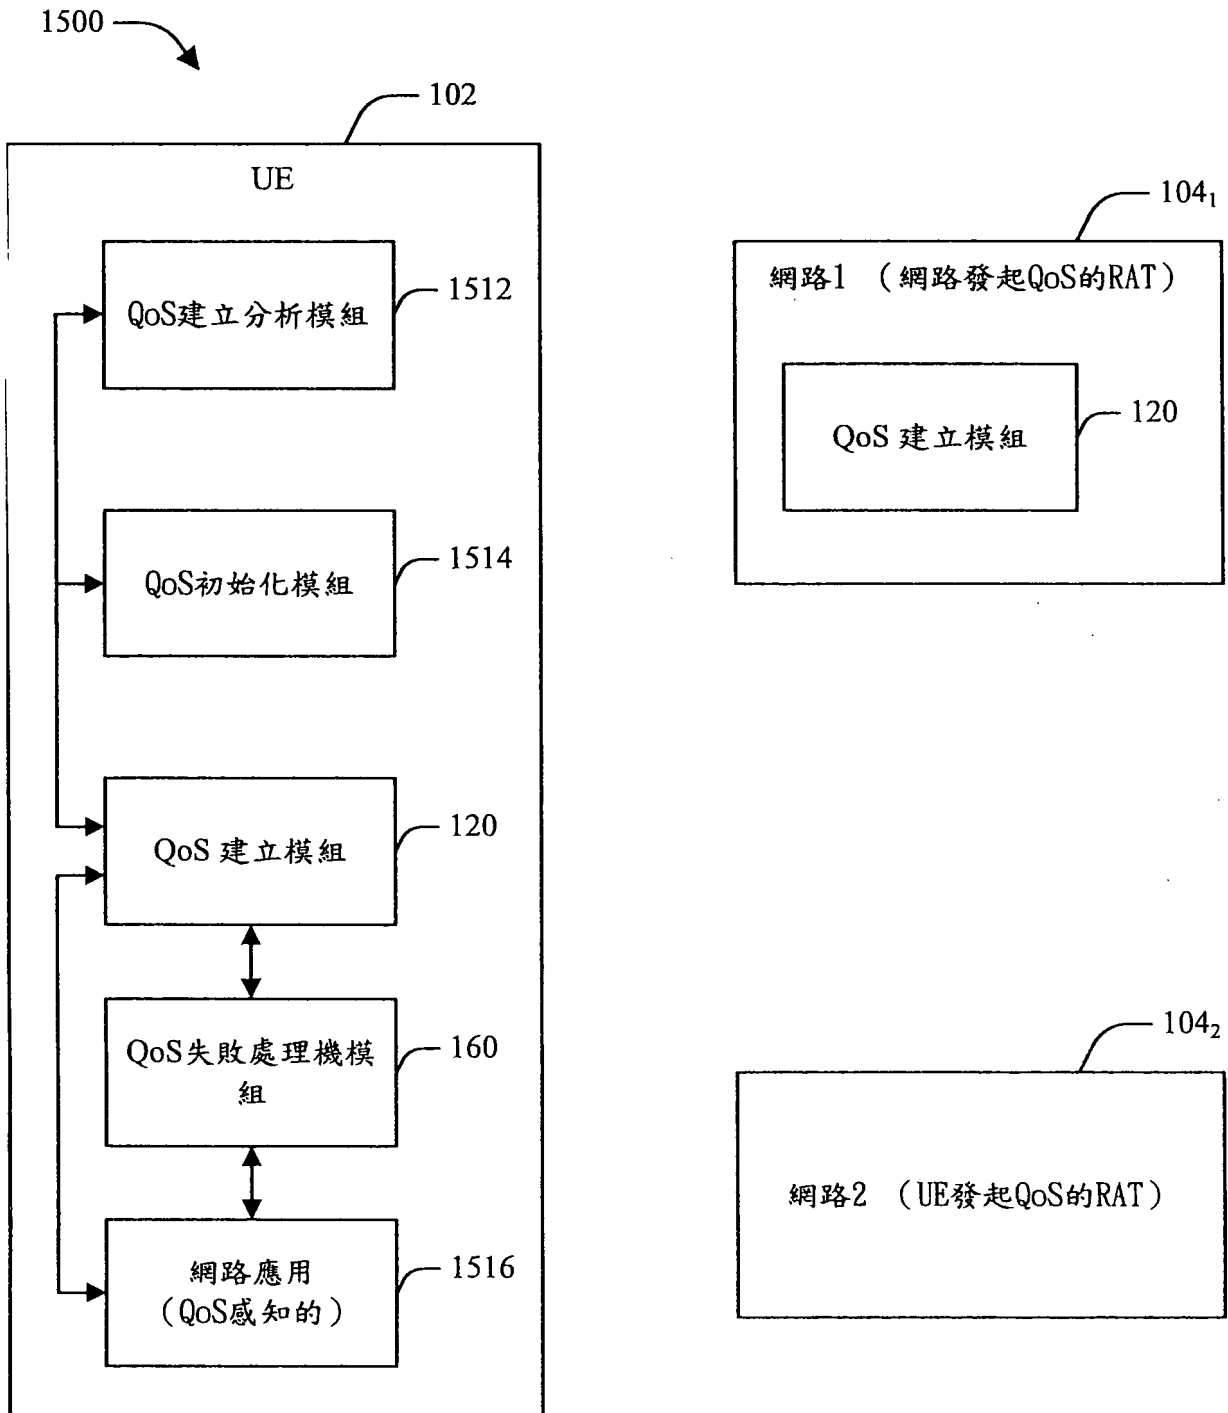 1500
102
UE
QoS建立分析模組
1512
QoS初始化模組
1514
QoS 建立模組
120
QoS失敗處理機模
組
160
網路應用
(QoS感知的)
1516
104₁
網路1 (網路發起QoS的RAT)
QoS 建立模組
120
104₂
網路2 (UE發起QoS的RAT)